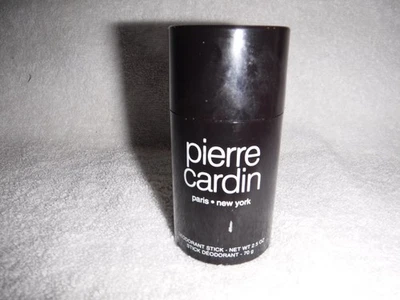 pierre
cardin
paris • new york
DEODORANT STICK - NET WT 2.5 OZ
STICK DEODORANT - 70 g